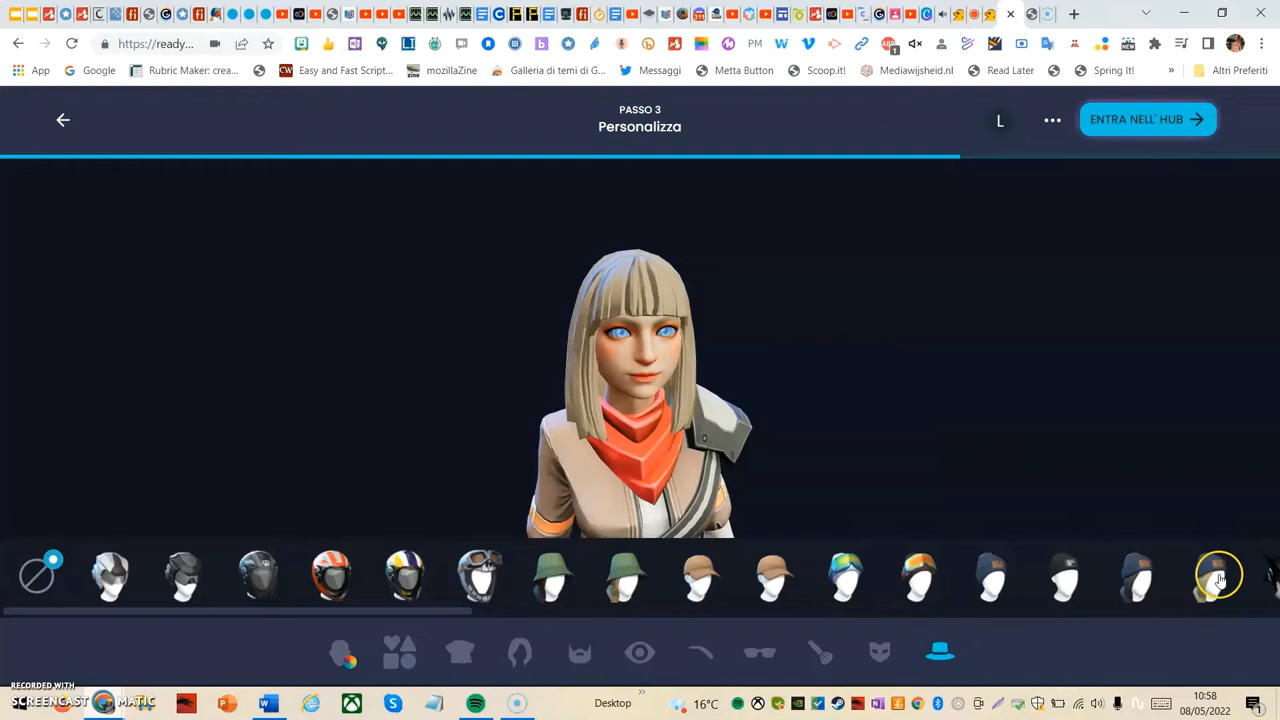 https://ready
PM
App
Google
Rubric Maker: crea...
Easy and Fast Script...
mozillaZine
Galleria di temi di G...
Messaggi
Metta Button
Scoop.it!
Mediawijsheid.nl
Read Later
Spring It!
»
Altri Preferiti
PASSO 3
Personalizza
L
ENTRA NELL' HUB
RECORDED WITH
SCREENCAST MATIC
Desktop
16°C
10:58
08/05/2022